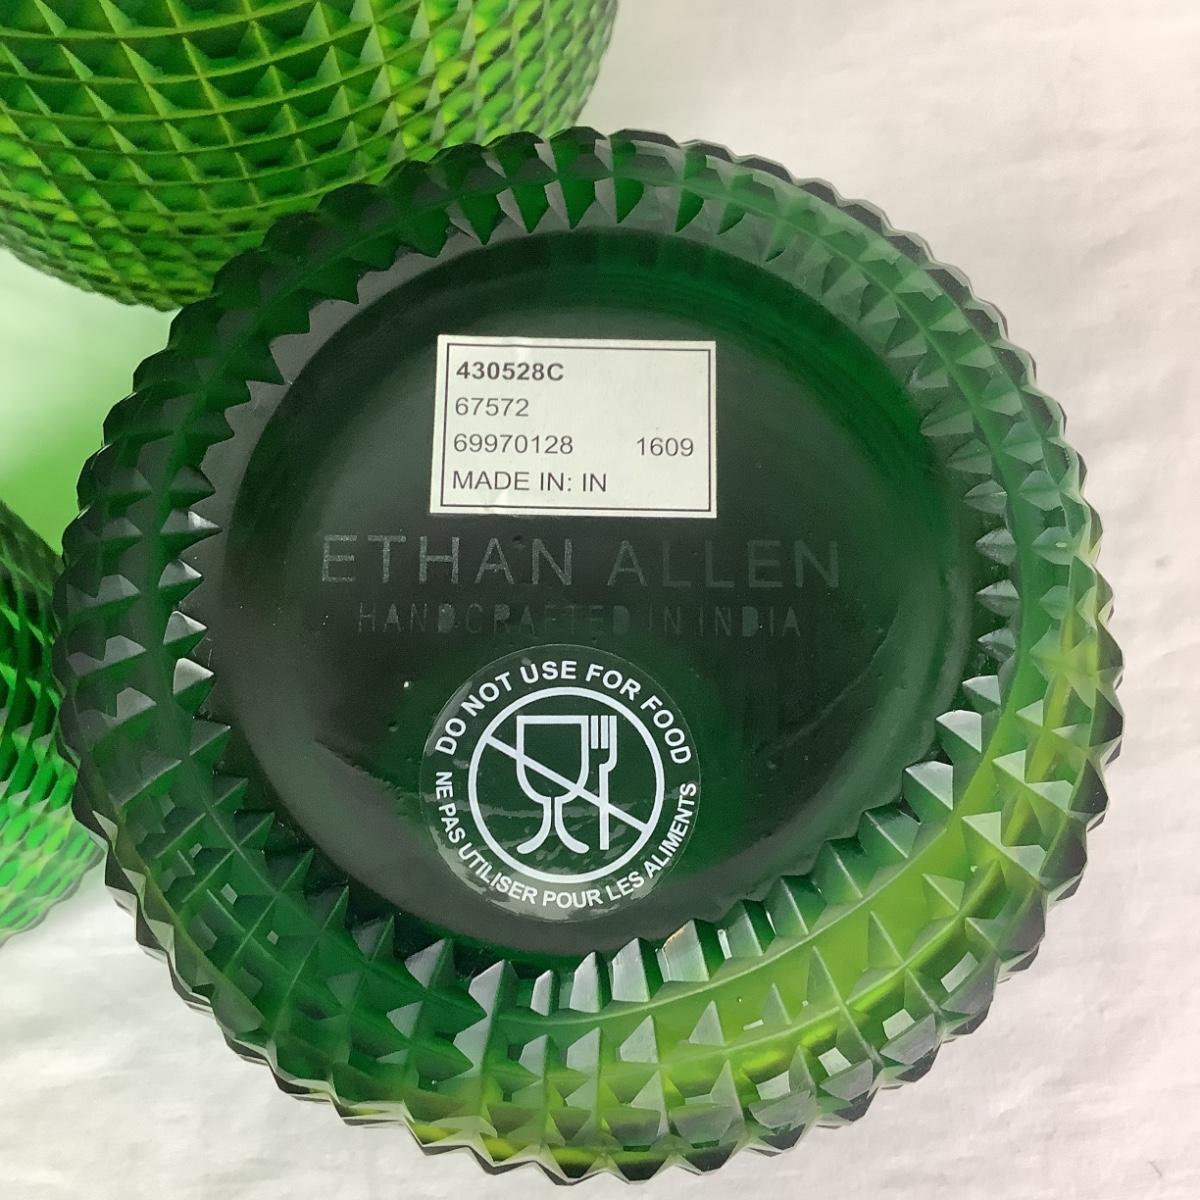 430528C
67572
69970128 1609
MADE IN: IN
ETHAN ALLEN
HANDCRAFTED IN INDIA
DO NOT USE FOR FOOD
NE PAS UTILISER POUR LES ALIMENTS